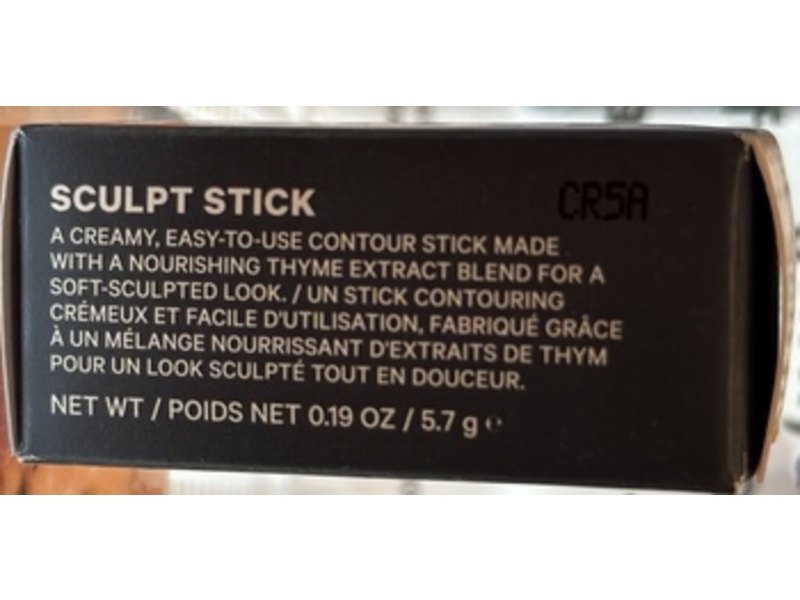 SCULPT STICK
CR5A
A CREAMY, EASY-TO-USE CONTOUR STICK MADE
WITH A NOURISHING THYME EXTRACT BLEND FOR A
SOFT-SCULPTED LOOK. / UN STICK CONTOURING
CRÉMEUX ET FACILE D'UTILISATION, FABRIQUÉ GRÂCE
À UN MÉLANGE NOURRISSANT D'EXTRAITS DE THYM
POUR UN LOOK SCULPTÉ TOUT EN DOUCEUR.
NET WT / POIDS NET 0.19 OZ / 5.7 g ℮